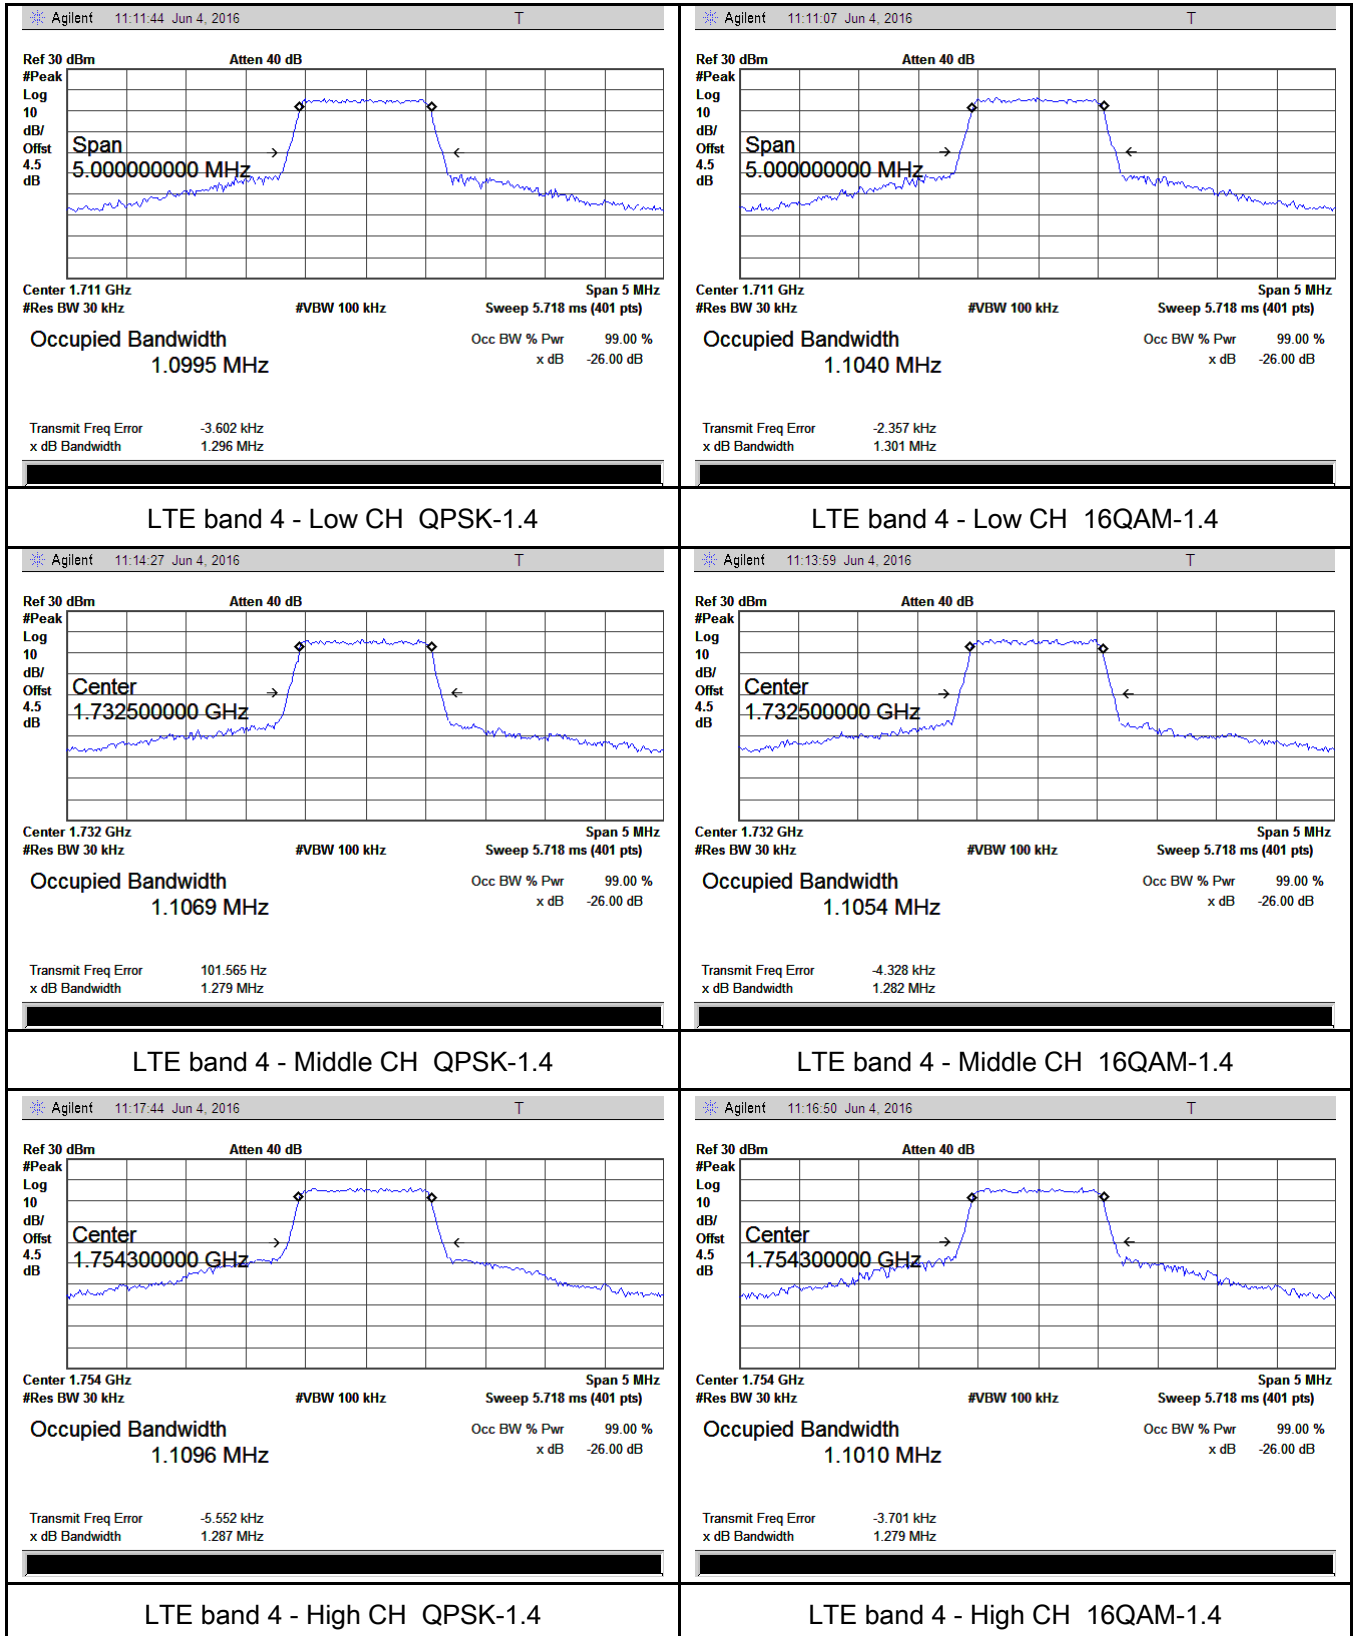 Agilent 11:11:44 Jun 4, 2016 T
Ref 30 dBm Atten 40 dB
#Peak
Log
10
dB/
Offst
4.5
dB
Span
5.000000000 MHz
Center 1.711 GHz Span 5 MHz
#Res BW 30 kHz #VBW 100 kHz Sweep 5.718 ms (401 pts)
Occupied Bandwidth Occ BW % Pwr 99.00 %
1.0995 MHz x dB -26.00 dB
Transmit Freq Error -3.602 kHz
x dB Bandwidth 1.296 MHz
LTE band 4 - Low CH QPSK-1.4
Agilent 11:11:07 Jun 4, 2016 T
Ref 30 dBm Atten 40 dB
#Peak
Log
10
dB/
Offst
4.5
dB
Span
5.000000000 MHz
Center 1.711 GHz Span 5 MHz
#Res BW 30 kHz #VBW 100 kHz Sweep 5.718 ms (401 pts)
Occupied Bandwidth Occ BW % Pwr 99.00 %
1.1040 MHz x dB -26.00 dB
Transmit Freq Error -2.357 kHz
x dB Bandwidth 1.301 MHz
LTE band 4 - Low CH 16QAM-1.4
Agilent 11:14:27 Jun 4, 2016 T
Ref 30 dBm Atten 40 dB
#Peak
Log
10
dB/
Offst
4.5
dB
Center
1.732500000 GHz
Center 1.732 GHz Span 5 MHz
#Res BW 30 kHz #VBW 100 kHz Sweep 5.718 ms (401 pts)
Occupied Bandwidth Occ BW % Pwr 99.00 %
1.1069 MHz x dB -26.00 dB
Transmit Freq Error 101.565 Hz
x dB Bandwidth 1.279 MHz
LTE band 4 - Middle CH QPSK-1.4
Agilent 11:13:59 Jun 4, 2016 T
Ref 30 dBm Atten 40 dB
#Peak
Log
10
dB/
Offst
4.5
dB
Center
1.732500000 GHz
Center 1.732 GHz Span 5 MHz
#Res BW 30 kHz #VBW 100 kHz Sweep 5.718 ms (401 pts)
Occupied Bandwidth Occ BW % Pwr 99.00 %
1.1054 MHz x dB -26.00 dB
Transmit Freq Error -4.328 kHz
x dB Bandwidth 1.282 MHz
LTE band 4 - Middle CH 16QAM-1.4
Agilent 11:17:44 Jun 4, 2016 T
Ref 30 dBm Atten 40 dB
#Peak
Log
10
dB/
Offst
4.5
dB
Center
1.754300000 GHz
Center 1.754 GHz Span 5 MHz
#Res BW 30 kHz #VBW 100 kHz Sweep 5.718 ms (401 pts)
Occupied Bandwidth Occ BW % Pwr 99.00 %
1.1096 MHz x dB -26.00 dB
Transmit Freq Error -5.552 kHz
x dB Bandwidth 1.287 MHz
LTE band 4 - High CH QPSK-1.4
Agilent 11:16:50 Jun 4, 2016 T
Ref 30 dBm Atten 40 dB
#Peak
Log
10
dB/
Offst
4.5
dB
Center
1.754300000 GHz
Center 1.754 GHz Span 5 MHz
#Res BW 30 kHz #VBW 100 kHz Sweep 5.718 ms (401 pts)
Occupied Bandwidth Occ BW % Pwr 99.00 %
1.1010 MHz x dB -26.00 dB
Transmit Freq Error -3.701 kHz
x dB Bandwidth 1.279 MHz
LTE band 4 - High CH 16QAM-1.4